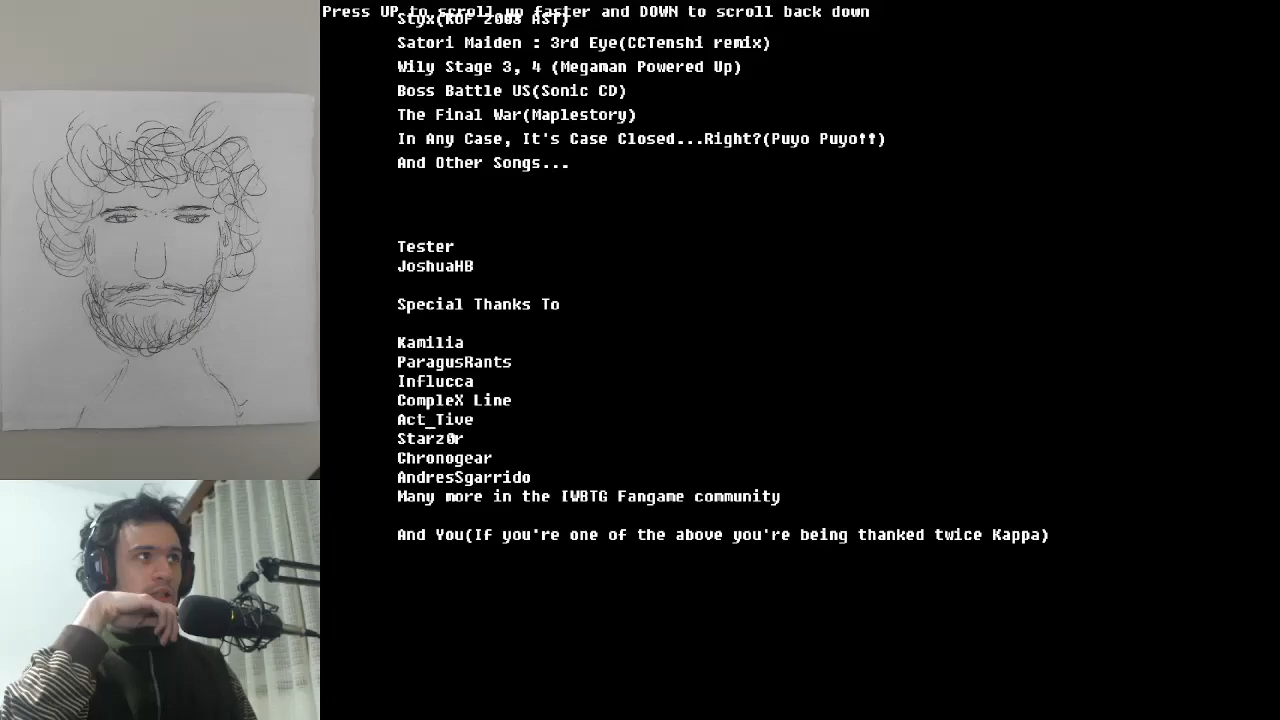 Press UP to scroll up faster and DOWN to scroll back down
Styx(KOF 2003 AST)
Satori Maiden : 3rd Eye(CCTenshi remix)
Wily Stage 3, 4 (Megaman Powered Up)
Boss Battle US(Sonic CD)
The Final War(Maplestory)
In Any Case, It's Case Closed...Right?(Puyo Puyo!!)
And Other Songs...
Tester
JoshuaHB
Special Thanks To
Kamilia
ParagusRants
Influcca
CompleX Line
Act_Tive
Starz0r
Chronogear
AndresSgarrido
Many more in the IWBTG Fangame community
And You(If you're one of the above you're being thanked twice Kappa)